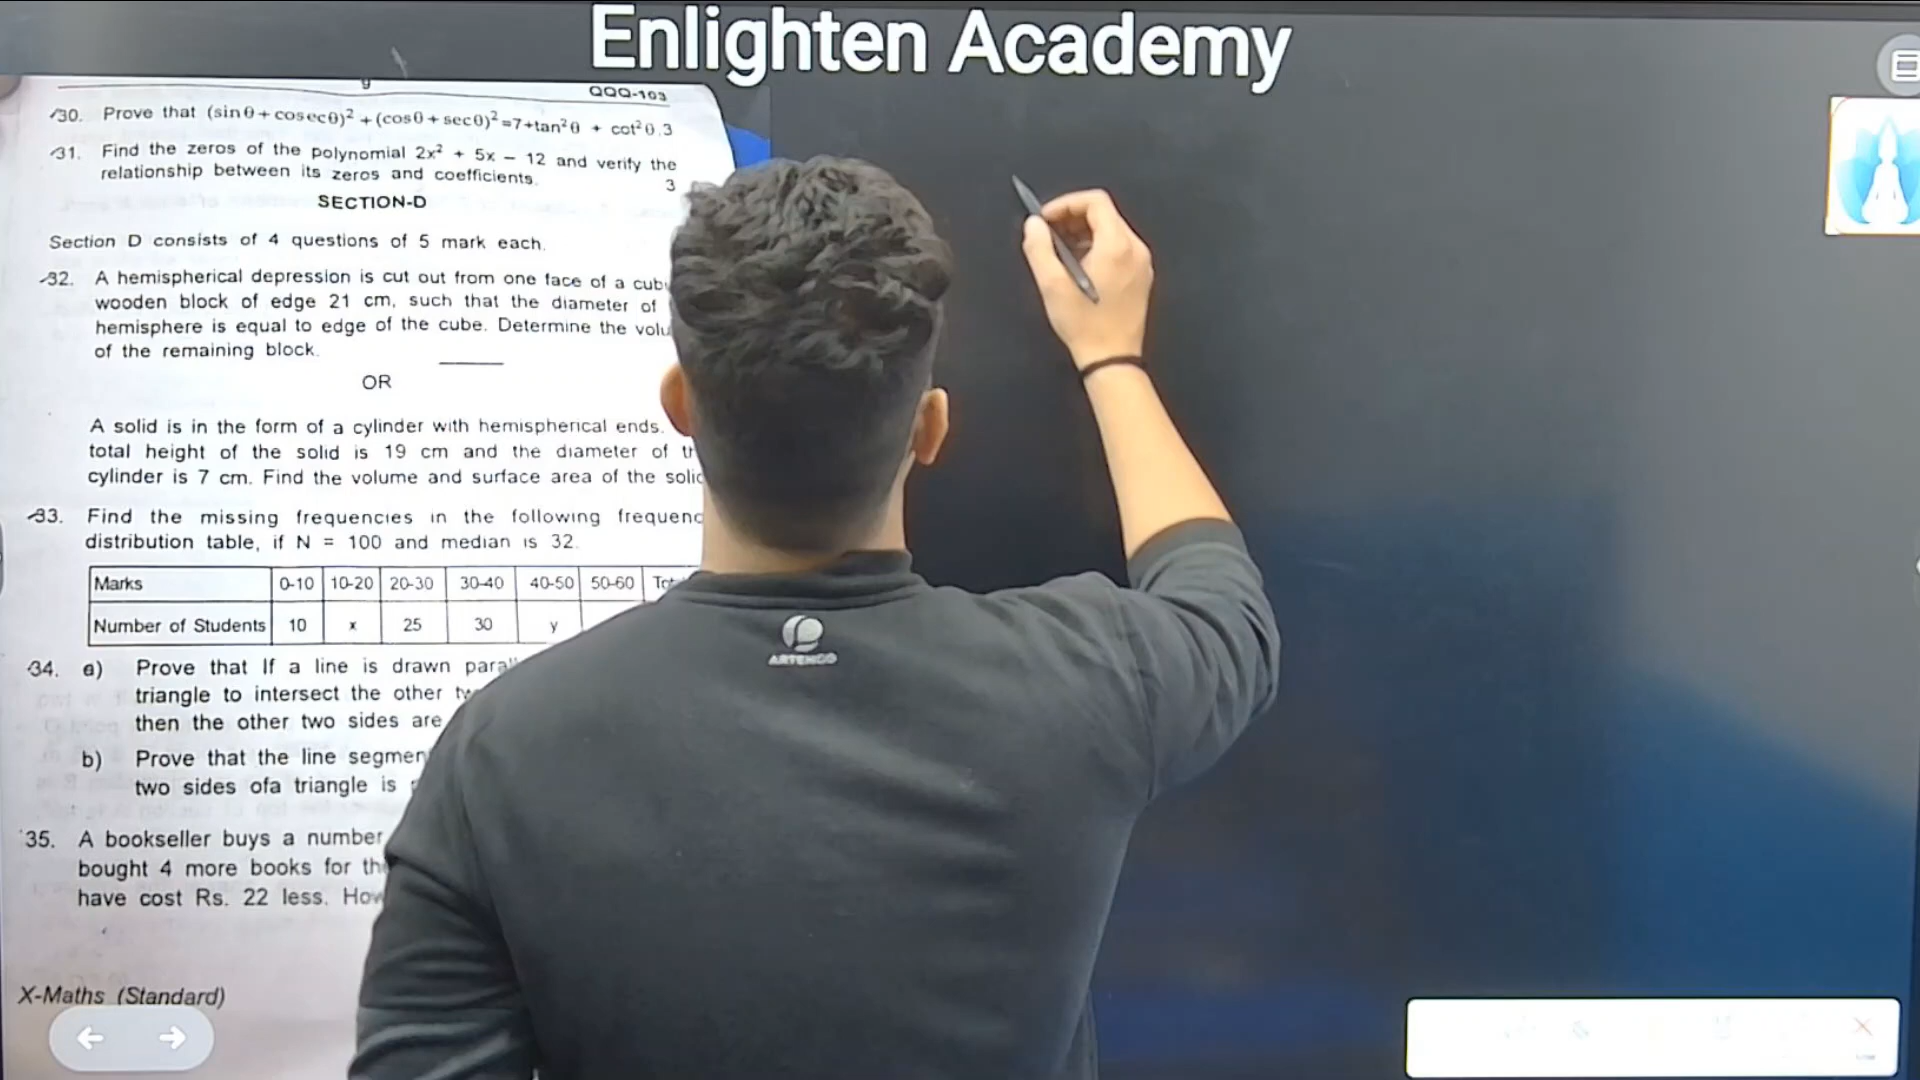 Enlighten Academy
9
QQQ-103
30. Prove that (sinθ+cosecθ)² +(cosθ+secθ)²=7+tan²θ + cot²θ.3
31. Find the zeros of the polynomial 2x² + 5x – 12 and verify the
relationship between its zeros and coefficients.
3
SECTION-D
Section D consists of 4 questions of 5 mark each.
32. A hemispherical depression is cut out from one face of a
wooden block of edge 21 cm, such that the diameter of
hemisphere is equal to edge of the cube. Determine the
of the remaining block.
OR
A solid is in the form of a cylinder with hemispherical ends.
total height of the solid is 19 cm and the diameter of
cylinder is 7 cm. Find the volume and surface area of the
33. Find the missing frequencies in the following
distribution table, if N = 100 and median is 32.
Marks 0-10 10-20 20-30 30-40 40-50 50-60
Number of Students 10 x 25 30 y
34. a) Prove that If a line is drawn
triangle to intersect the other
then the other two sides are
b) Prove that the line
two sides ofa triangle is
35. A bookseller buys a number
bought 4 more books for
have cost Rs. 22 less.
X-Maths (Standard)
ARTENGO